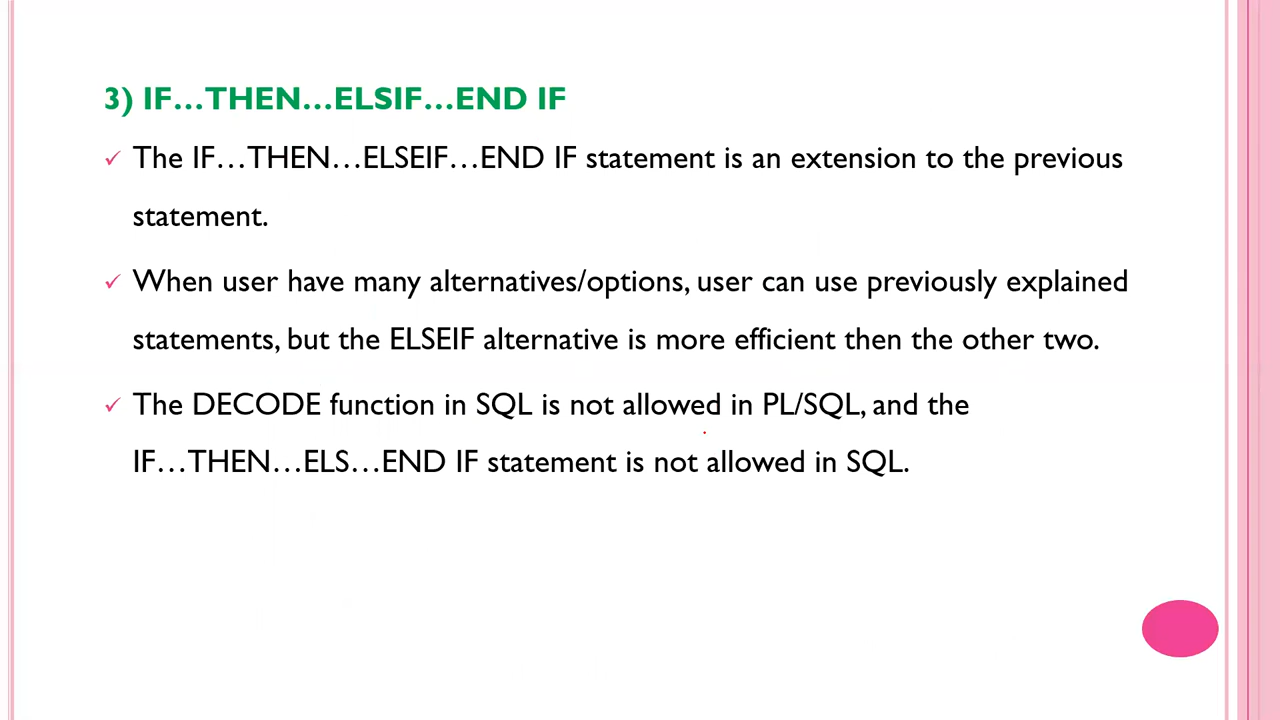 3) IF…THEN…ELSIF…END IF
✓ The IF…THEN…ELSEIF…END IF statement is an extension to the previous
statement.
✓ When user have many alternatives/options, user can use previously explained
statements, but the ELSEIF alternative is more efficient then the other two.
✓ The DECODE function in SQL is not allowed in PL/SQL, and the
IF…THEN…ELS…END IF statement is not allowed in SQL.